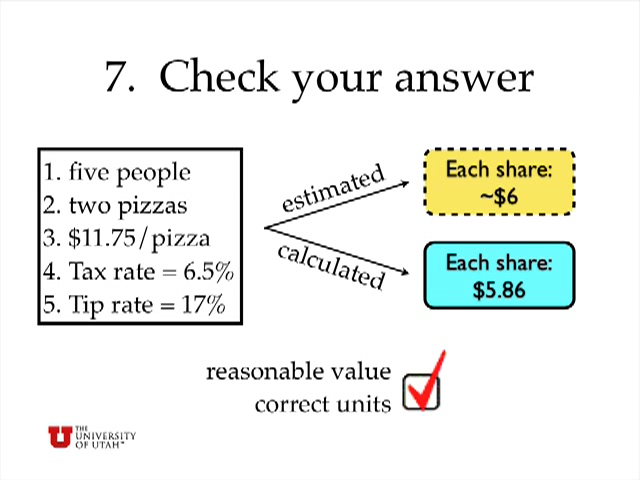 7. Check your answer
1. five people
2. two pizzas
3. $11.75/pizza
4. Tax rate = 6.5%
5. Tip rate = 17%
estimated
calculated
Each share:
~$6
Each share:
$5.86
reasonable value
correct units
U THE
UNIVERSITY
OF UTAH™